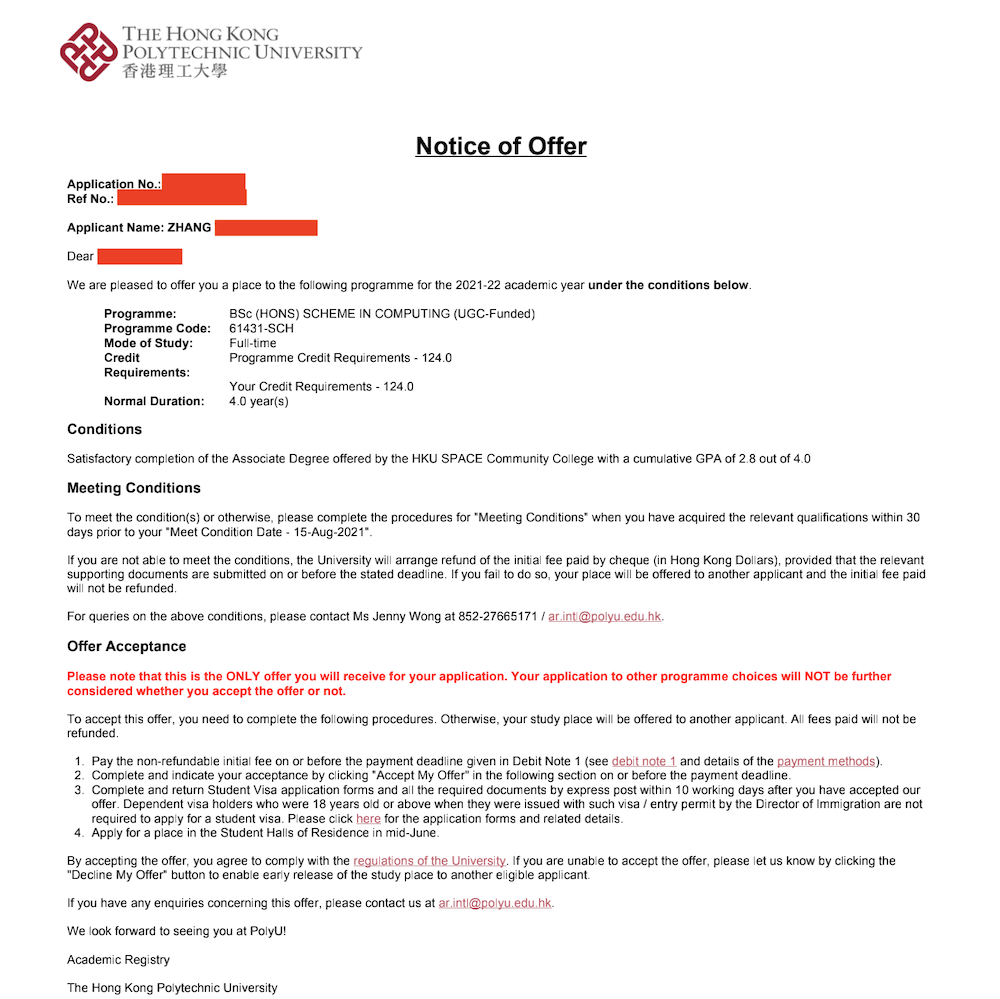 THE HONG KONG
POLYTECHNIC UNIVERSITY
香港理工大學
Notice of Offer
Application No.:
Ref No.:
Applicant Name: ZHANG
Dear
We are pleased to offer you a place to the following programme for the 2021-22 academic year under the conditions below.
Programme: BSc (HONS) SCHEME IN COMPUTING (UGC-Funded)
Programme Code: 61431-SCH
Mode of Study: Full-time
Credit Programme Credit Requirements - 124.0
Requirements:
Your Credit Requirements - 124.0
Normal Duration: 4.0 year(s)
Conditions
Satisfactory completion of the Associate Degree offered by the HKU SPACE Community College with a cumulative GPA of 2.8 out of 4.0
Meeting Conditions
To meet the condition(s) or otherwise, please complete the procedures for "Meeting Conditions" when you have acquired the relevant qualifications within 30
days prior to your "Meet Condition Date - 15-Aug-2021".
If you are not able to meet the conditions, the University will arrange refund of the initial fee paid by cheque (in Hong Kong Dollars), provided that the relevant
supporting documents are submitted on or before the stated deadline. If you fail to do so, your place will be offered to another applicant and the initial fee paid
will not be refunded.
For queries on the above conditions, please contact Ms Jenny Wong at 852-27665171 / ar.intl@polyu.edu.hk.
Offer Acceptance
Please note that this is the ONLY offer you will receive for your application. Your application to other programme choices will NOT be further
considered whether you accept the offer or not.
To accept this offer, you need to complete the following procedures. Otherwise, your study place will be offered to another applicant. All fees paid will not be
refunded.
1. Pay the non-refundable initial fee on or before the payment deadline given in Debit Note 1 (see debit note 1 and details of the payment methods).
2. Complete and indicate your acceptance by clicking "Accept My Offer" in the following section on or before the payment deadline.
3. Complete and return Student Visa application forms and all the required documents by express post within 10 working days after you have accepted our
offer. Dependent visa holders who were 18 years old or above when they were issued with such visa / entry permit by the Director of Immigration are not
required to apply for a student visa. Please click here for the application forms and related details.
4. Apply for a place in the Student Halls of Residence in mid-June.
By accepting the offer, you agree to comply with the regulations of the University. If you are unable to accept the offer, please let us know by clicking the
"Decline My Offer" button to enable early release of the study place to another eligible applicant.
If you have any enquiries concerning this offer, please contact us at ar.intl@polyu.edu.hk.
We look forward to seeing you at PolyU!
Academic Registry
The Hong Kong Polytechnic University